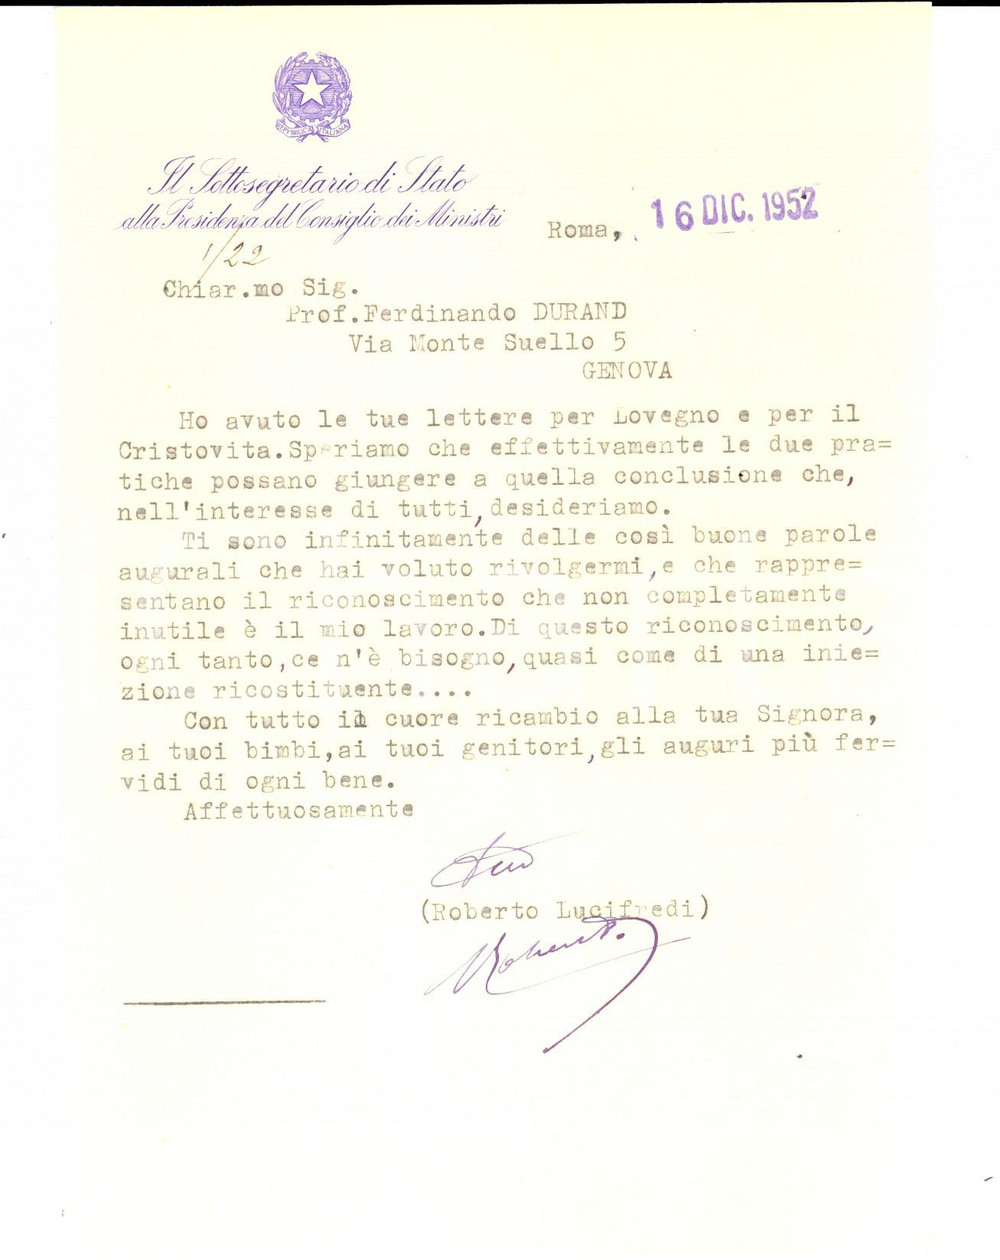 REPUBBLICA ITALIANA
Il Sottosegretario di Stato
alla Presidenza del Consiglio dei Ministri
1/22
Roma, 16 DIC. 1952
Chiar.mo Sig.
Prof.Ferdinando DURAND
Via Monte Suello 5
GENOVA
Ho avuto le tue lettere per Lovegno e per il
Cristovita.Speriamo che effettivamente le due pra=
tiche possano giungere a quella conclusione che,
nell'interesse di tutti,desideriamo.
Ti sono infinitamente delle così buone parole
augurali che hai voluto rivolgermi,e che rappre=
sentano il riconoscimento che non completamente
inutile è il mio lavoro.Di questo riconoscimento,
ogni tanto,ce n'è bisogno,quasi come di una inie=
zione ricostituente....
Con tutto il cuore ricambio alla tua Signora,
ai tuoi bimbi,ai tuoi genitori,gli auguri più fer=
vidi di ogni bene.
Affettuosamente
(Roberto Lucifredi)
Roberto